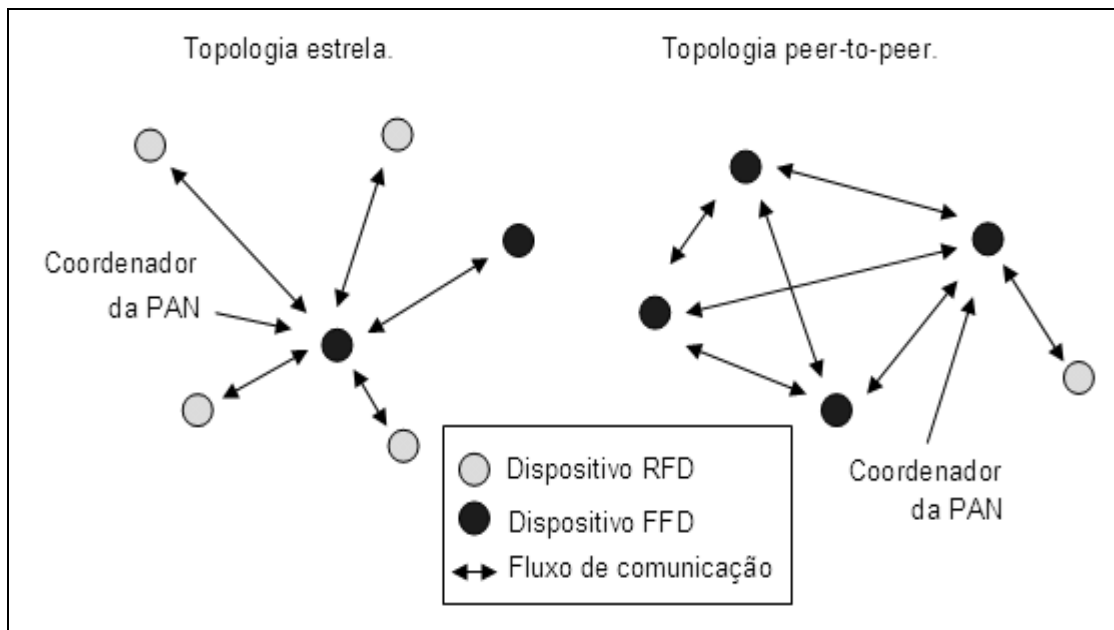 Topologia estrela.
Topologia peer-to-peer.
Coordenador
da PAN
Dispositivo RFD
Dispositivo FFD
Fluxo de comunicação
Coordenador
da PAN